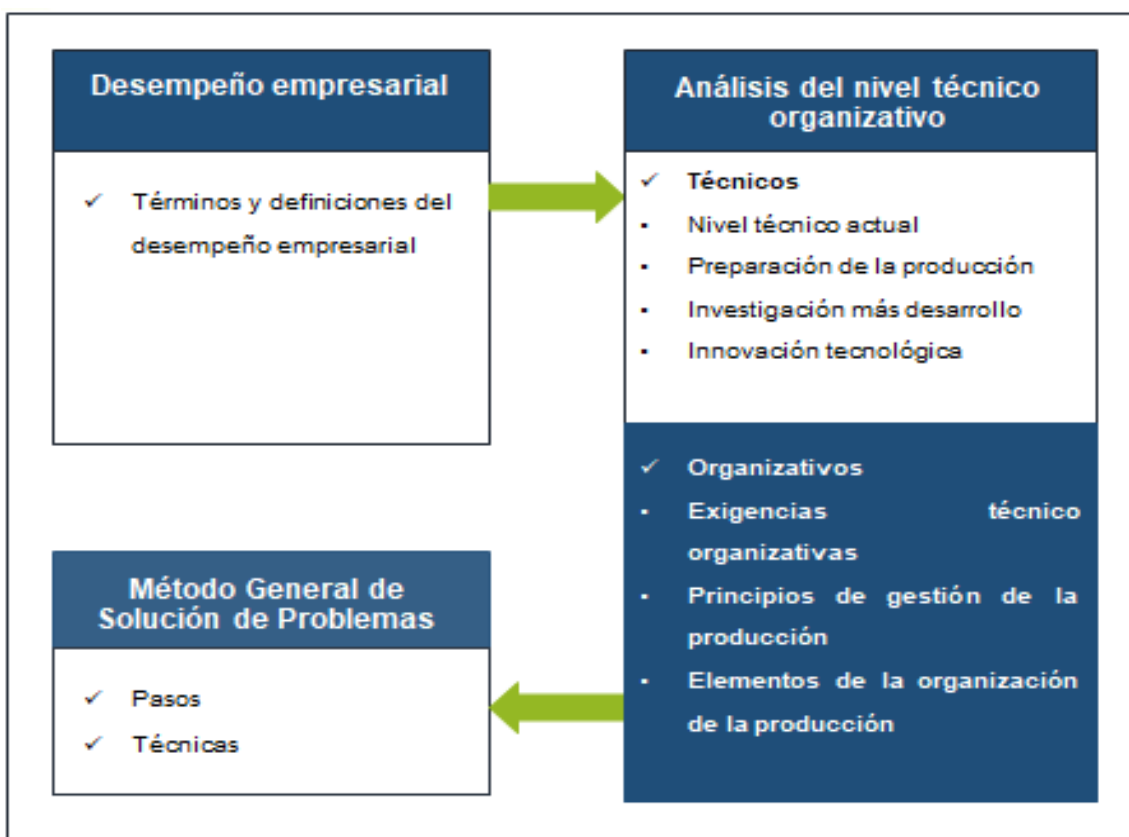 Desempeño empresarial
✓ Términos y definiciones del
desempeño empresarial
Análisis del nivel técnico
organizativo
✓ Técnicos
▪ Nivel técnico actual
▪ Preparación de la producción
▪ Investigación más desarrollo
▪ Innovación tecnológica
✓ Organizativos
▪ Exigencias técnico
organizativas
▪ Principios de gestión de la
producción
▪ Elementos de la organización
de la producción
Método General de
Solución de Problemas
✓ Pasos
✓ Técnicas